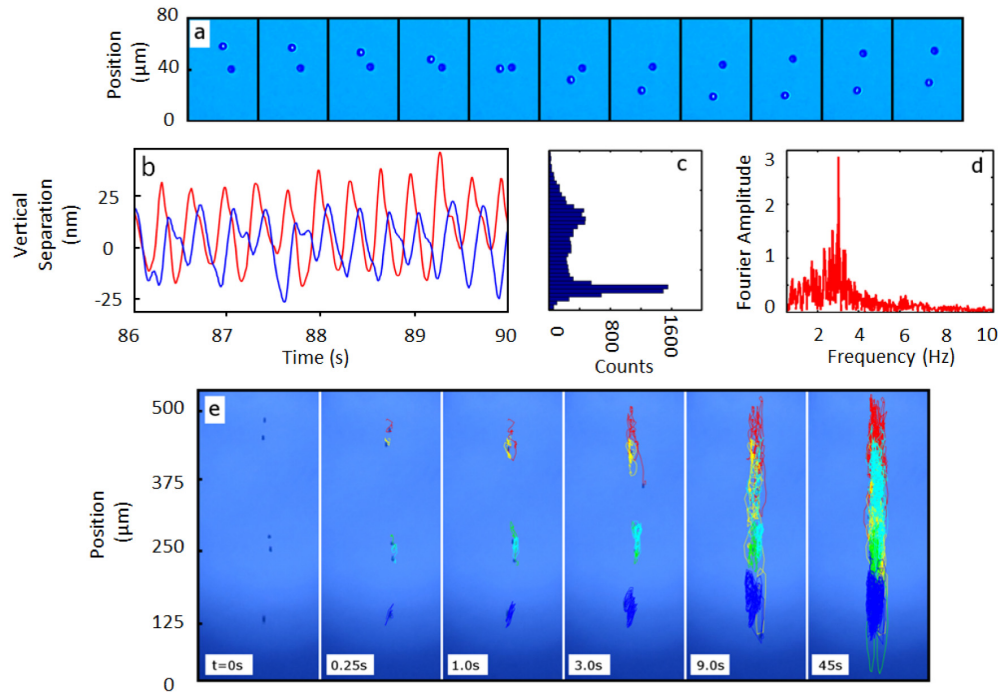 80
a
Position
(μm)
40
0
b
Vertical
Separation
(nm)
25
0
-25
86
87
88
89
90
Time (s)
c
0
800
1600
Counts
d
Fourier Amplitude
3
2
1
0
2
4
6
8
10
Frequency (Hz)
e
Position
(μm)
500
375
250
125
0
t=0s
0.25s
1.0s
3.0s
9.0s
45s